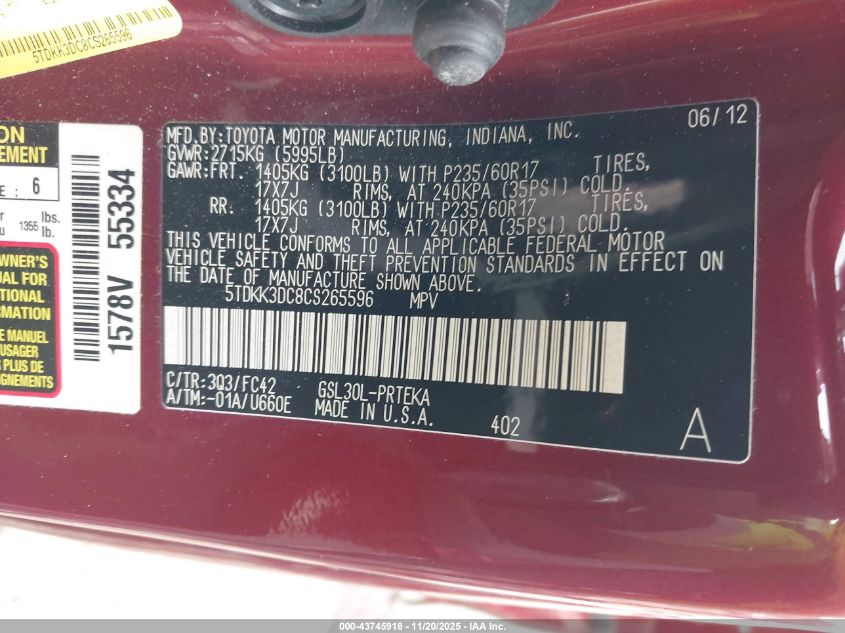 5TDKK3DC8CS265596
ON
EMENT
E : 6
1355 lbs.
lb.
WNER'S
UAL FOR
TIONAL
RMATION
E MANUEL
USAGER
PLUS DE
IGNEMENTS
1578V 55334
06/12
MFD.BY:TOYOTA MOTOR MANUFACTURING, INDIANA, INC.
GVWR:2715KG (5995LB)
GAWR:FRT. 1405KG (3100LB) WITH P235/60R17 TIRES,
17X7J RIMS, AT 240KPA (35PSI) COLD.
RR. 1405KG (3100LB) WITH P235/60R17 TIRES,
17X7J RIMS, AT 240KPA (35PSI) COLD.
THIS VEHICLE CONFORMS TO ALL APPLICABLE FEDERAL MOTOR
VEHICLE SAFETY AND THEFT PREVENTION STANDARDS IN EFFECT ON
THE DATE OF MANUFACTURE SHOWN ABOVE.
5TDKK3DC8CS265596 MPV
C/TR:3Q3/FC42 GSL30L-PRTEKA
A/TM:-01A/U660E MADE IN U.S.A.
402
A
000-43745918 - 11/20/2025 - IAA Inc.